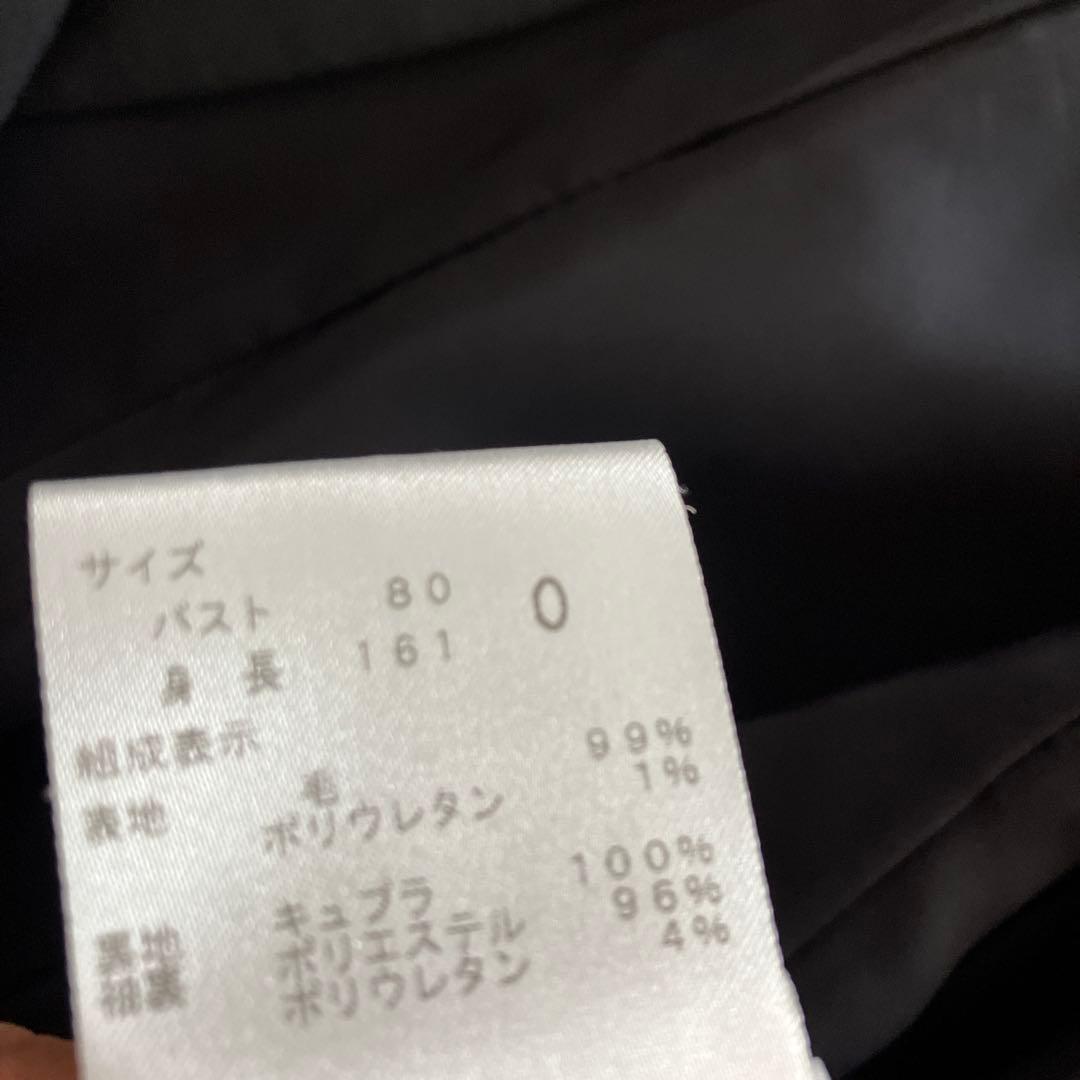 サイズ
バスト 80 0
身長 161
組成表示
表地 毛 99%
ポリウレタン 1%
裏地 キュプラ 100%
袖裏 ポリエステル 96%
ポリウレタン 4%